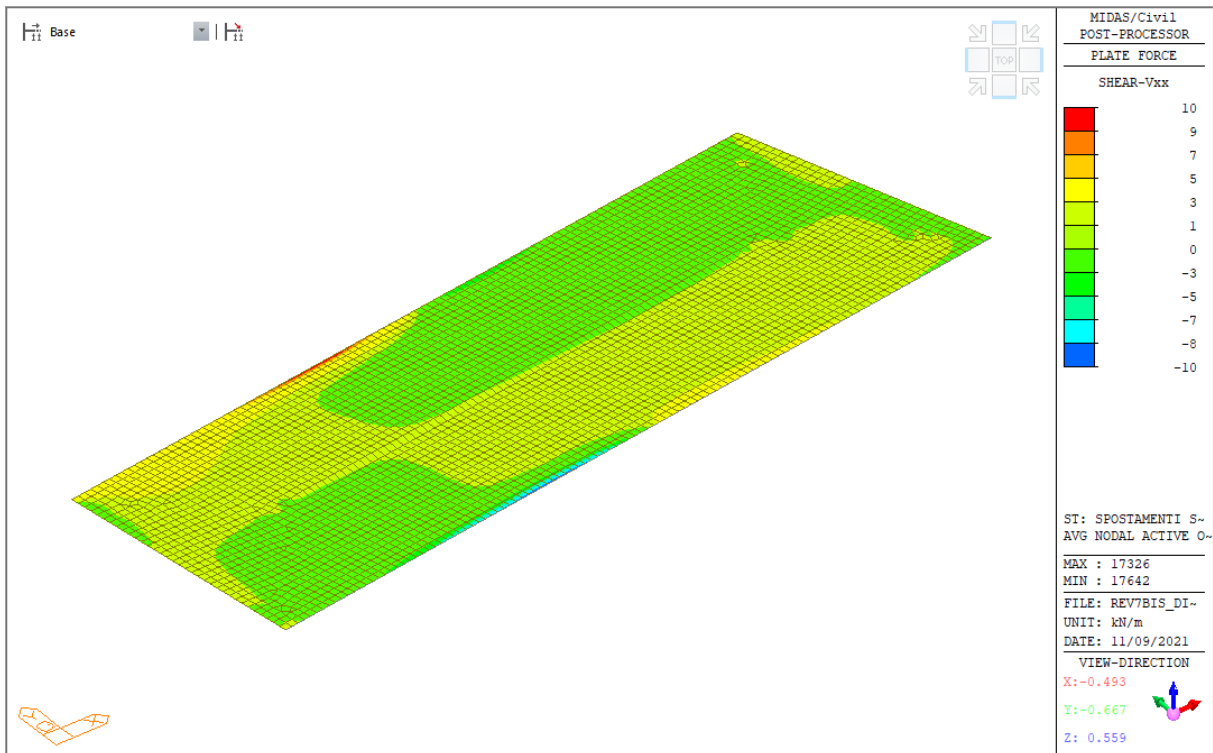 Base
TOP
MIDAS/Civil
POST-PROCESSOR
PLATE FORCE
SHEAR-Vxx
10
9
7
5
3
1
0
-3
-5
-7
-8
-10
ST: SPOSTAMENTI S~
AVG NODAL ACTIVE O~
MAX : 17326
MIN : 17642
FILE: REV7BIS_DI~
UNIT: kN/m
DATE: 11/09/2021
VIEW-DIRECTION
X:-0.493
Y:-0.667
Z: 0.559